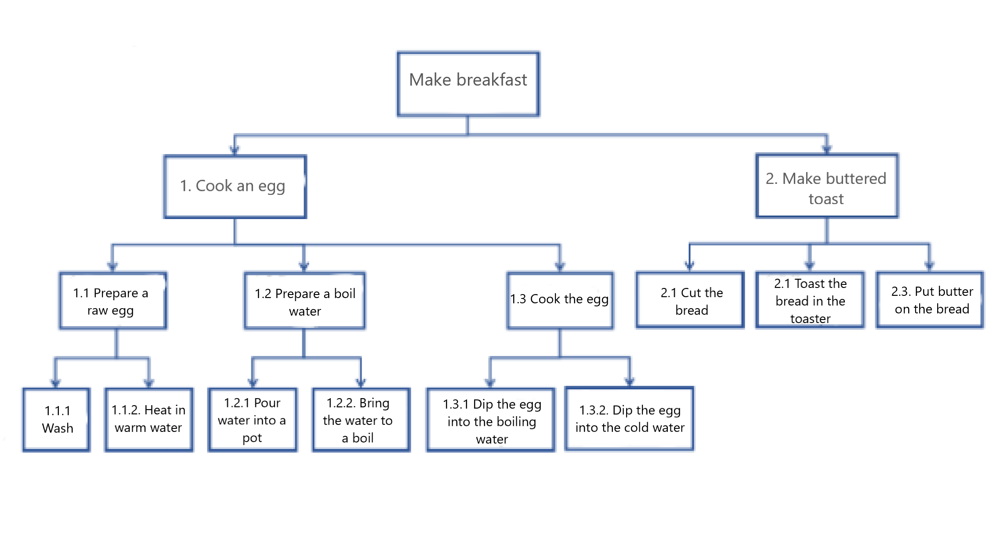 Make breakfast
1. Cook an egg
2. Make buttered
toast
1.1 Prepare a
raw egg
1.2 Prepare a boil
water
1.3 Cook the egg
2.1 Cut the
bread
2.1 Toast the
bread in the
toaster
2.3. Put butter
on the bread
1.1.1
Wash
1.1.2. Heat in
warm water
1.2.1 Pour
water into a
pot
1.2.2. Bring
the water to
a boil
1.3.1 Dip the egg
into the boiling
water
1.3.2. Dip the egg
into the cold water